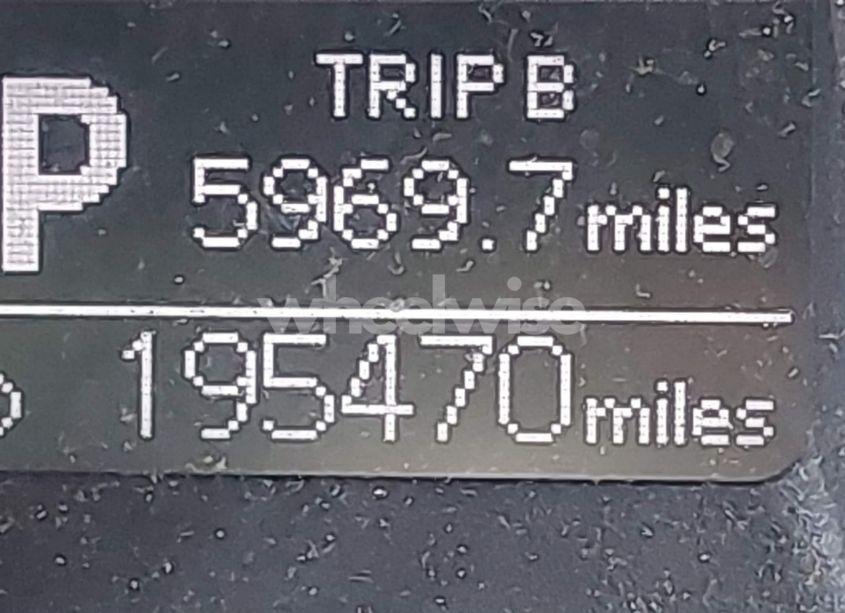 TRIP B
P
5969.7 miles
wheelwise
195470 miles